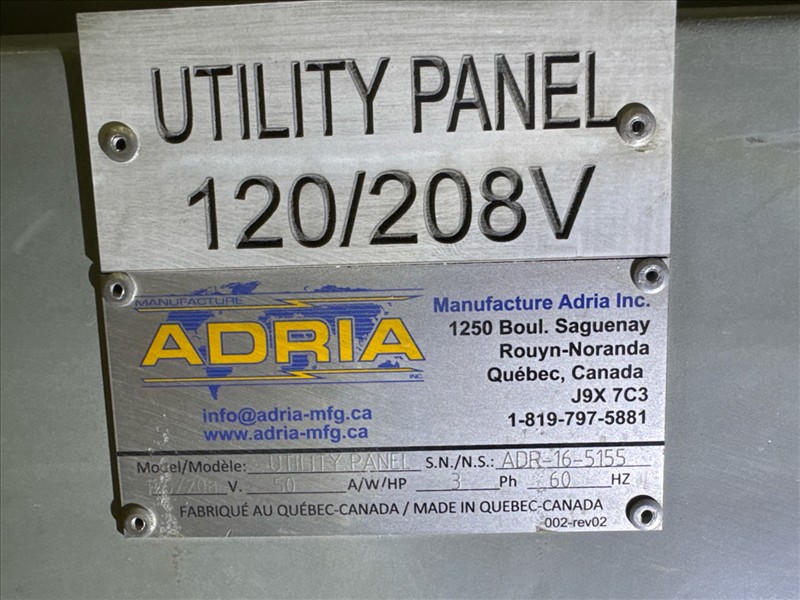 UTILITY PANEL
120/208V
MANUFACTURE
ADRIA
INC.
info@adria-mfg.ca
www.adria-mfg.ca
Manufacture Adria Inc.
1250 Boul. Saguenay
Rouyn-Noranda
Québec, Canada
J9X 7C3
1-819-797-5881
Model/Modèle: UTILITY PANEL S.N./N.S.: ADR-16-5155
V. 50 A/W/HP 3 Ph 60 HZ
FABRIQUÉ AU QUÉBEC-CANADA / MADE IN QUEBEC-CANADA
002-rev02